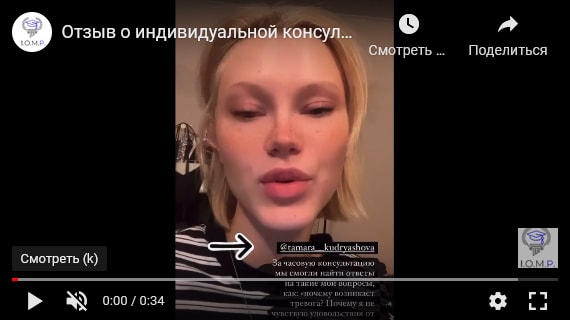 Отзыв о индивидуальной консул...
Смотреть ...
Поделиться
I.O.M.P.
@tamara__kudryashova
За часовую консультацию
мы смогли найти ответы
на такие мои вопросы,
как: «почему возникает
тревога? Почему я не
чувствую удовольствия от
I.O.M.P.
Смотреть (k)
0:00 / 0:34